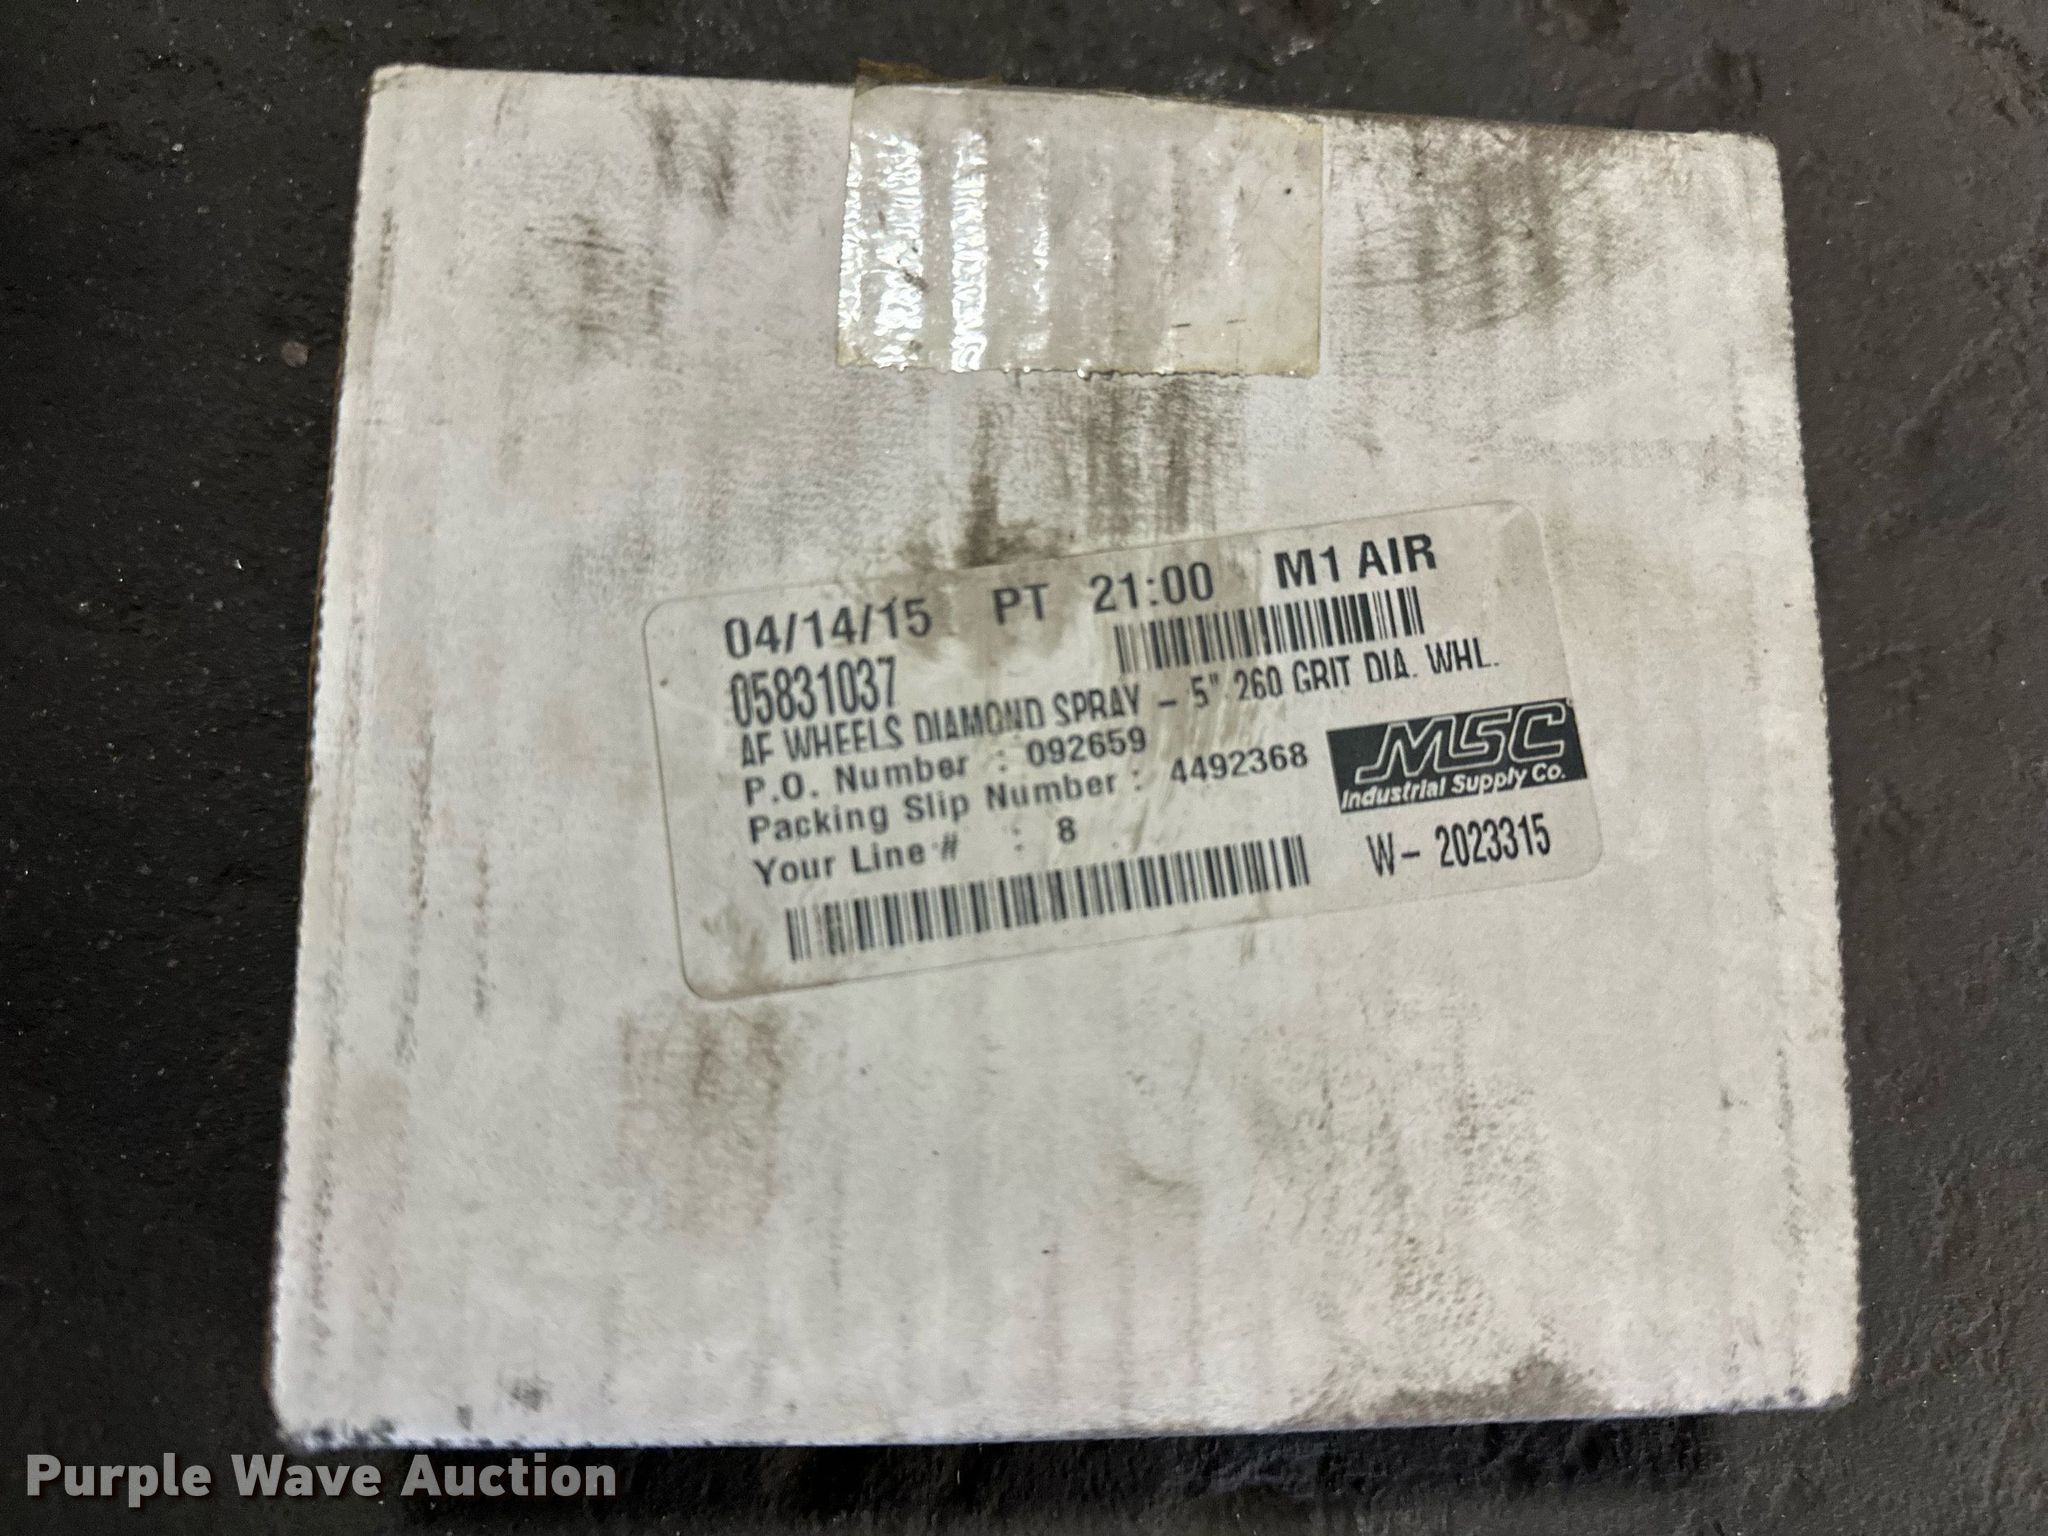 04/14/15 PT 21:00 M1 AIR
05831037
AF WHEELS DIAMOND SPRAY - 5" 260 GRIT DIA. WHL.
P.O. Number : 092659
Packing Slip Number : 4492368
Your Line # : 8
MSC
Industrial Supply Co.
W- 2023315
Purple Wave Auction